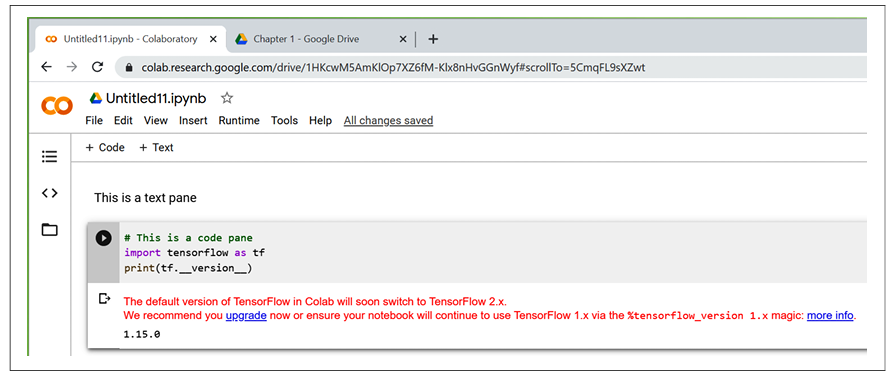 Untitled11.ipynb - Colaboratory
Chapter 1 - Google Drive
colab.research.google.com/drive/1HKcwM5AmKlOp7XZ6fM-KIx8nHvGGnWyf#scrollTo=5CmqFL9sXZwt
Untitled11.ipynb
File Edit View Insert Runtime Tools Help All changes saved
+ Code + Text
This is a text pane
# This is a code pane
import tensorflow as tf
print(tf.__version__)
The default version of TensorFlow in Colab will soon switch to TensorFlow 2.x.
We recommend you upgrade now or ensure your notebook will continue to use TensorFlow 1.x via the %tensorflow_version 1.x magic: more info.
1.15.0